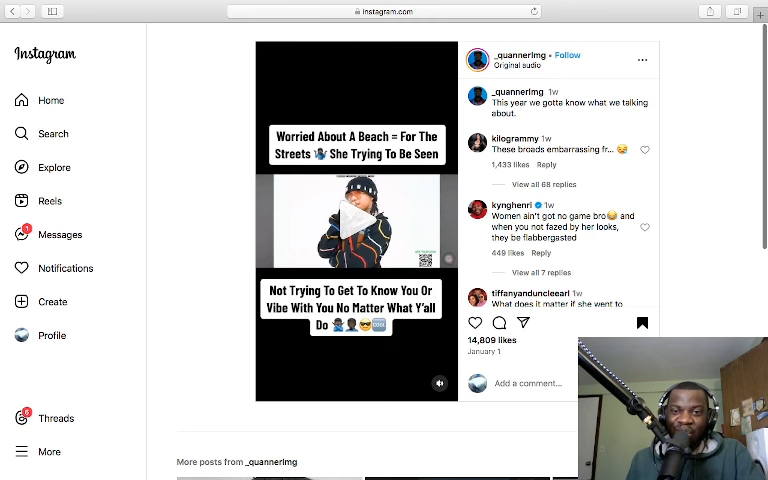 instagram.com
Instagram
Home
Search
Explore
Reels
1
Messages
Notifications
Create
Profile
6
Threads
More
Worried About A Beach = For The
Streets 🤷🏿‍♂️ She Trying To Be Seen
Not Trying To Get To Know You Or
Vibe With You No Matter What Y'all
Do 🤷🏿‍♂️🤦🏿‍♂️😎🆒
_quannerlmg • Follow
Original audio
_quannerlmg 1w
This year we gotta know what we talking
about.
kilogrammy 1w
These broads embarrassing fr... 😪
1,433 likes Reply
View all 68 replies
kynghenri 1w
Women ain't got no game bro😂 and
when you not fazed by her looks,
they be flabbergasted
449 likes Reply
View all 7 replies
tiffanyanduncleearl 1w
What does it matter if she went to
14,809 likes
January 1
Add a comment...
More posts from _quannerlmg